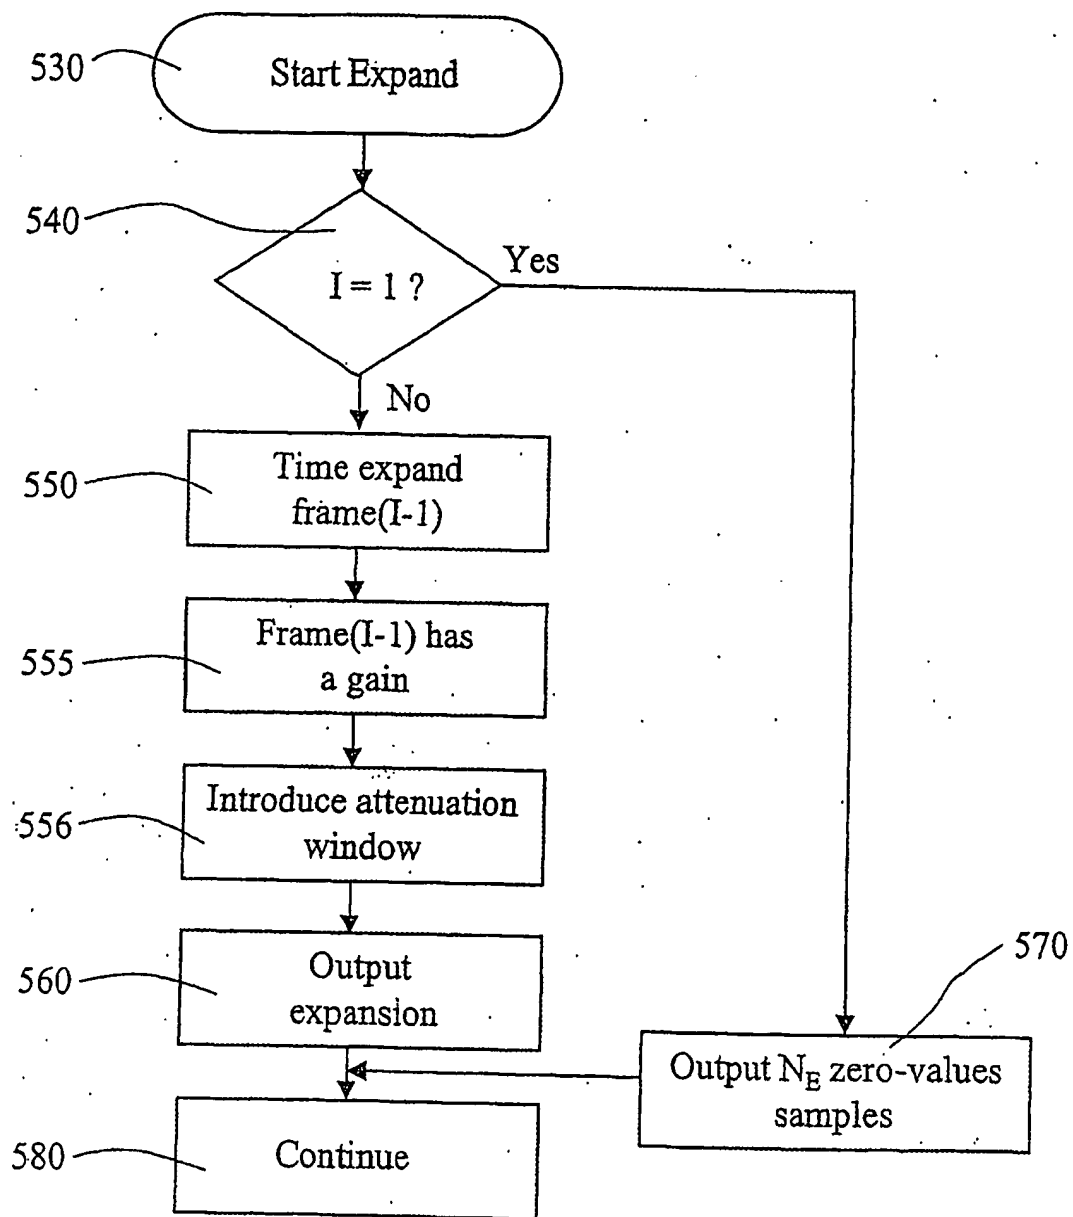 530
Start Expand
540
I = 1 ?
Yes
No
550
Time expand
frame(I-1)
555
Frame(I-1) has
a gain
556
Introduce attenuation
window
560
Output
expansion
570
Output N_E zero-values
samples
580
Continue